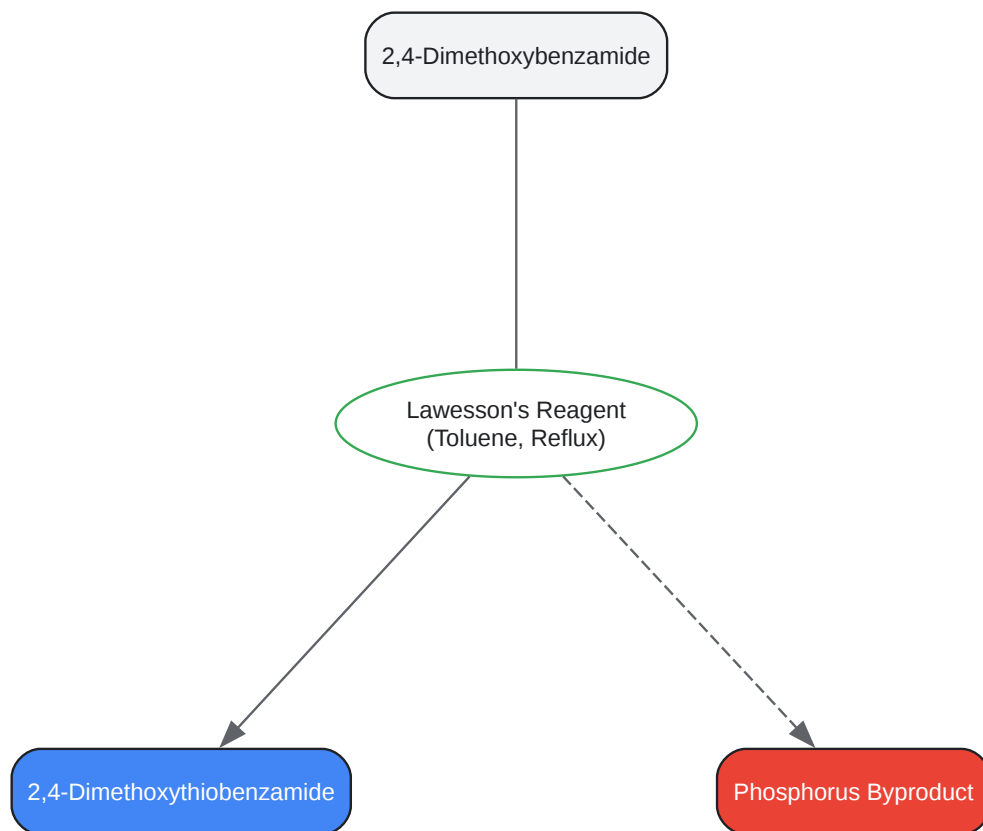 2,4-Dimethoxybenzamide
Lawesson's Reagent
(Toluene, Reflux)
2,4-Dimethoxythiobenzamide
Phosphorus Byproduct